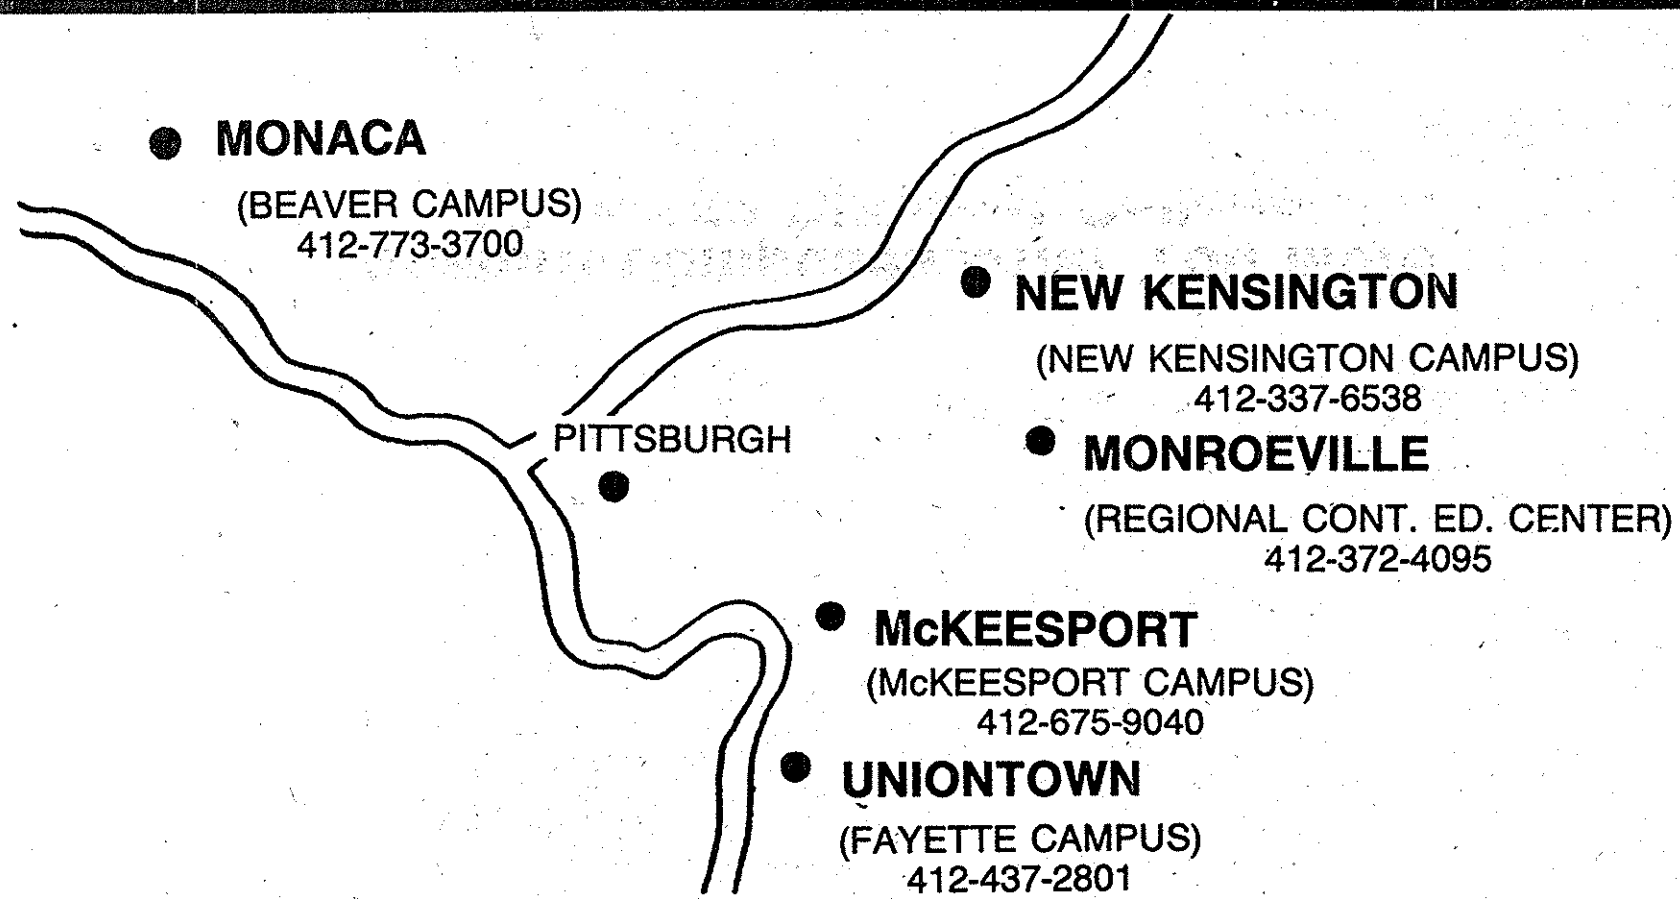 MONACA
(BEAVER CAMPUS)
412-773-3700
NEW KENSINGTON
(NEW KENSINGTON CAMPUS)
412-337-6538
PITTSBURGH
MONROEVILLE
(REGIONAL CONT. ED. CENTER)
412-372-4095
McKEESPORT
(McKEESPORT CAMPUS)
412-675-9040
UNIONTOWN
(FAYETTE CAMPUS)
412-437-2801